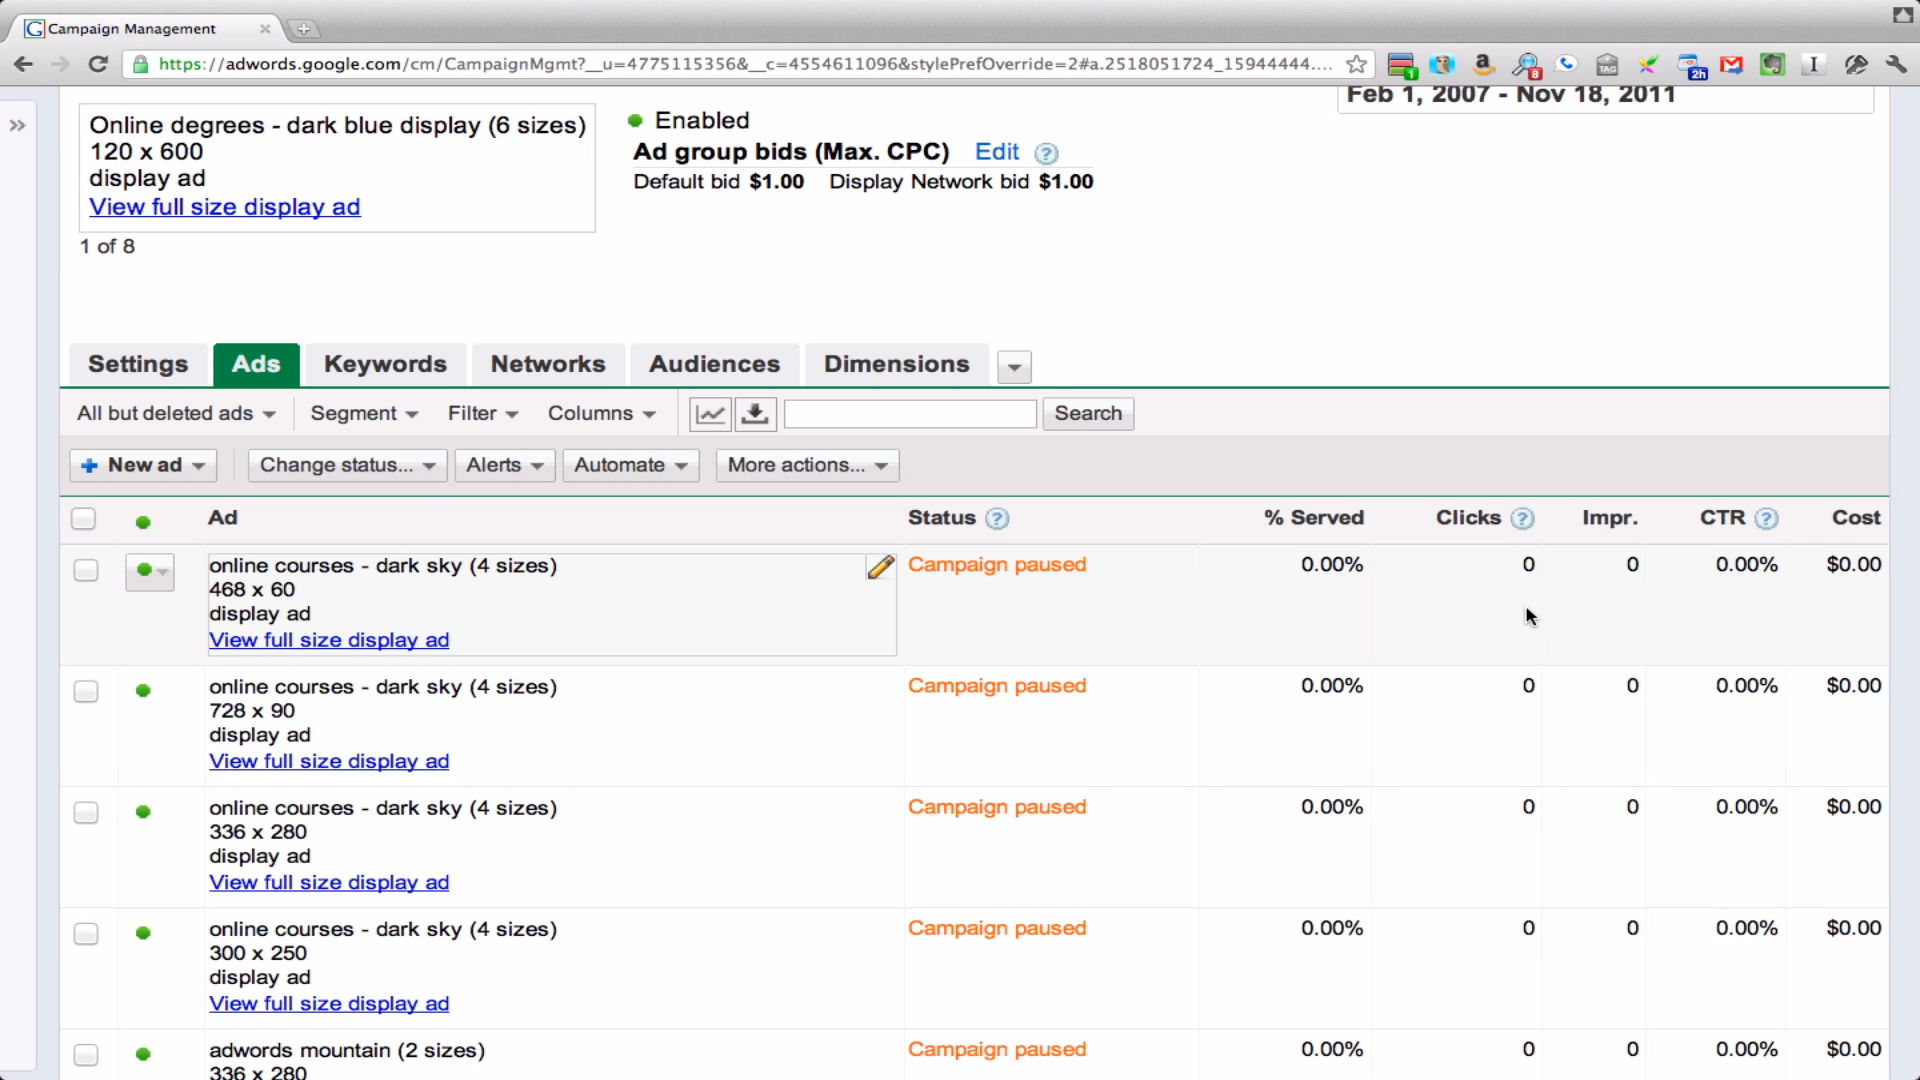 Campaign Management
https://adwords.google.com/cm/CampaignMgmt?__u=4775115356&__c=4554611096&stylePrefOverride=2#a.2518051724_15944444....
1
8
TAG
2h
Feb 1, 2007 - Nov 18, 2011
Online degrees - dark blue display (6 sizes)
120 x 600
display ad
View full size display ad
1 of 8
Enabled
Ad group bids (Max. CPC) Edit ?
Default bid $1.00 Display Network bid $1.00
Settings Ads Keywords Networks Audiences Dimensions
All but deleted ads Segment Filter Columns Search
+ New ad Change status... Alerts Automate More actions...
Ad Status ? % Served Clicks ? Impr. CTR ? Cost
online courses - dark sky (4 sizes) Campaign paused 0.00% 0 0 0.00% $0.00
468 x 60
display ad
View full size display ad
online courses - dark sky (4 sizes) Campaign paused 0.00% 0 0 0.00% $0.00
728 x 90
display ad
View full size display ad
online courses - dark sky (4 sizes) Campaign paused 0.00% 0 0 0.00% $0.00
336 x 280
display ad
View full size display ad
online courses - dark sky (4 sizes) Campaign paused 0.00% 0 0 0.00% $0.00
300 x 250
display ad
View full size display ad
adwords mountain (2 sizes) Campaign paused 0.00% 0 0 0.00% $0.00
336 x 280